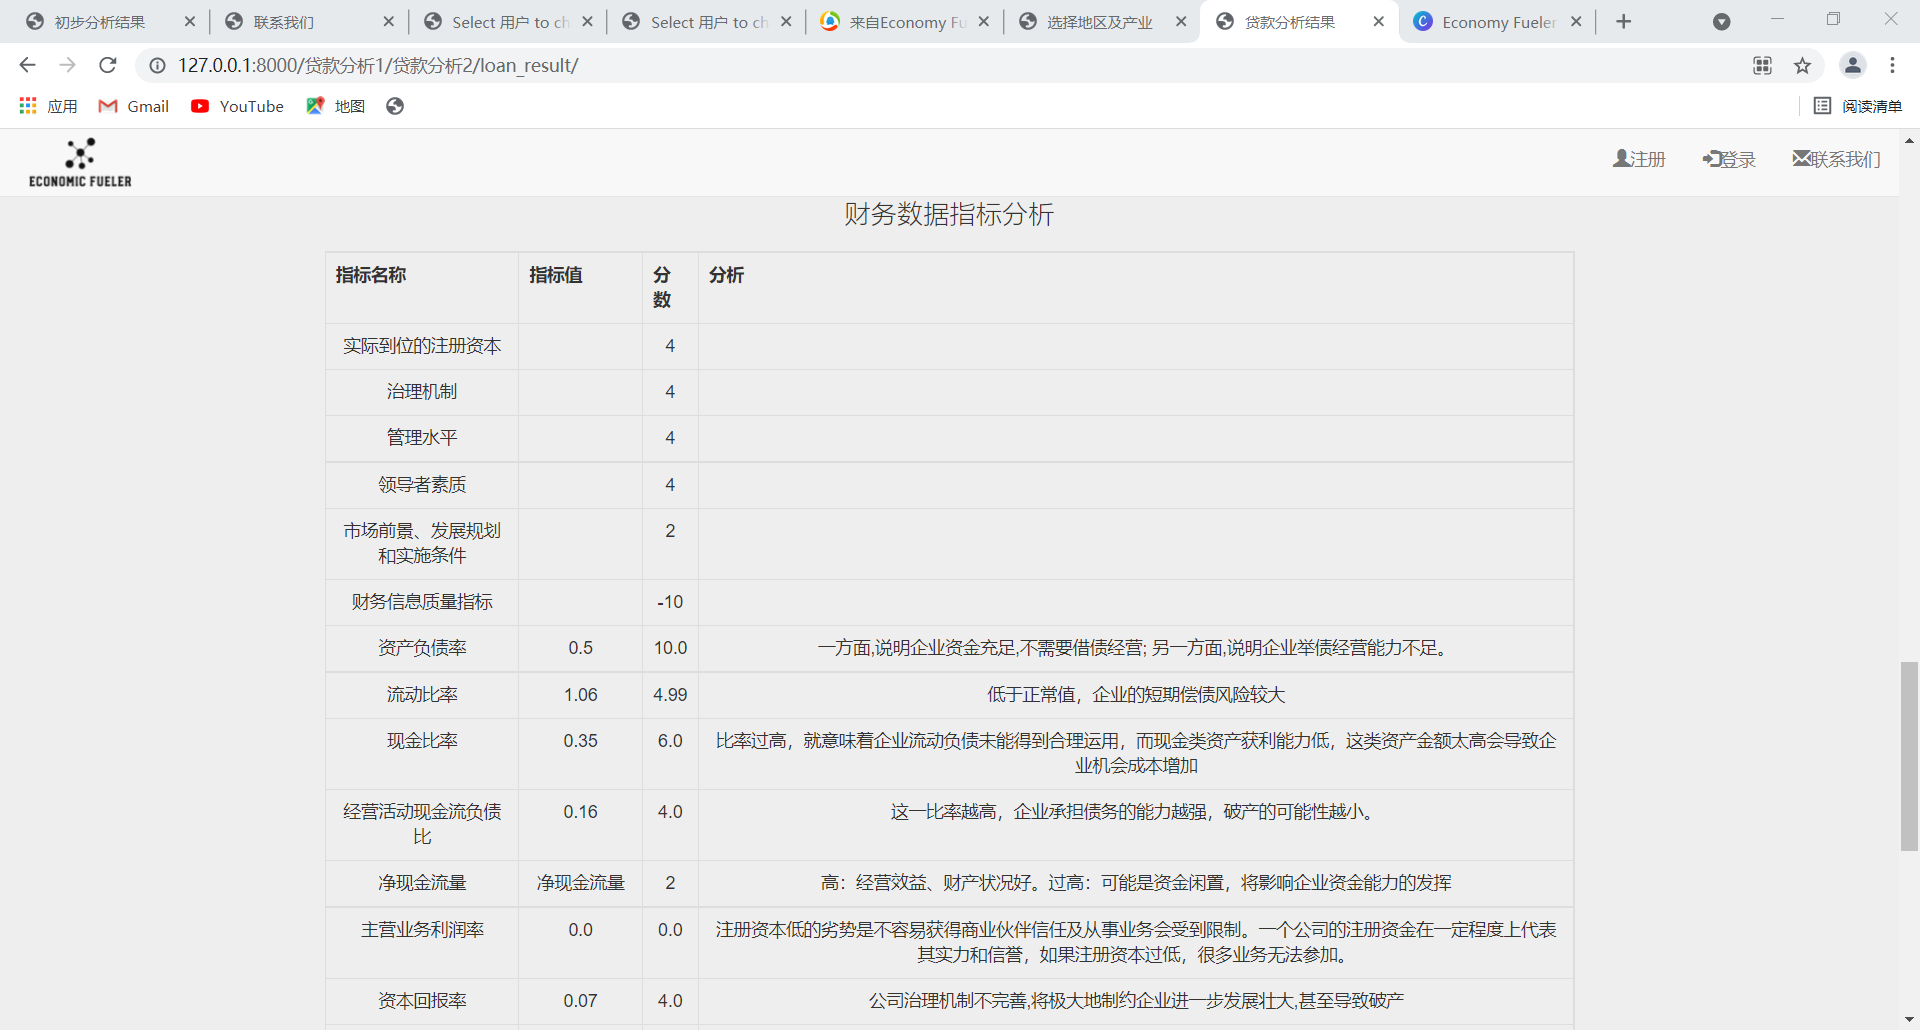 初步分析结果
联系我们
Select 用户 to ch
Select 用户 to ch
来自Economy Fu
选择地区及产业
贷款分析结果
Economy Fueler
127.0.0.1:8000/贷款分析1/贷款分析2/loan_result/
应用
Gmail
YouTube
地图
阅读清单
ECONOMIC FUELER
注册
登录
联系我们
财务数据指标分析
指标名称 指标值 分 分析
数
实际到位的注册资本 4
治理机制 4
管理水平 4
领导者素质 4
市场前景、发展规划 2
和实施条件
财务信息质量指标 -10
资产负债率 0.5 10.0 一方面,说明企业资金充足,不需要借债经营; 另一方面,说明企业举债经营能力不足。
流动比率 1.06 4.99 低于正常值，企业的短期偿债风险较大
现金比率 0.35 6.0 比率过高，就意味着企业流动负债未能得到合理运用，而现金类资产获利能力低，这类资产金额太高会导致企
业机会成本增加
经营活动现金流负债 0.16 4.0 这一比率越高，企业承担债务的能力越强，破产的可能性越小。
比
净现金流量 净现金流量 2 高：经营效益、财产状况好。过高：可能是资金闲置，将影响企业资金能力的发挥
主营业务利润率 0.0 0.0 注册资本低的劣势是不容易获得商业伙伴信任及从事业务会受到限制。一个公司的注册资金在一定程度上代表
其实力和信誉，如果注册资本过低，很多业务无法参加。
资本回报率 0.07 4.0 公司治理机制不完善,将极大地制约企业进一步发展壮大,甚至导致破产